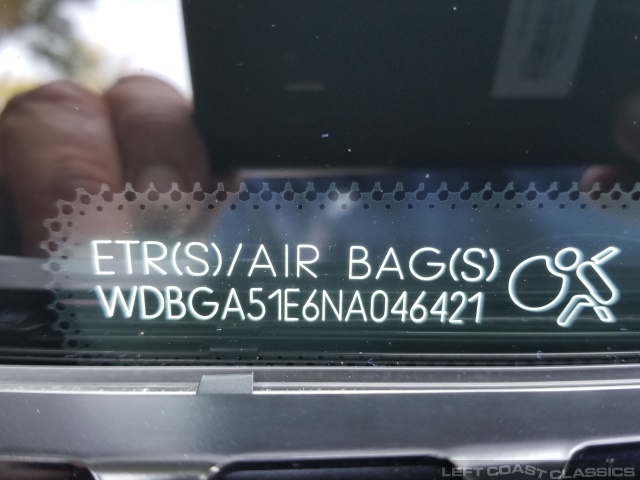 ETR(S)/AIR BAG(S)
WDBGA51E6NA046421
LEFT COAST CLASSICS